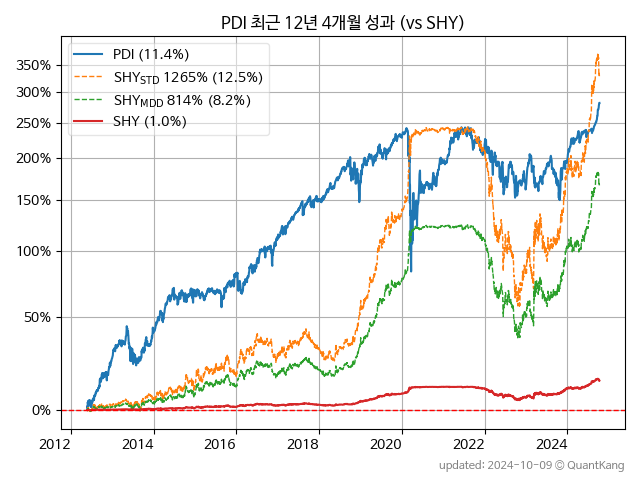 PDI 최근 12년 4개월 성과 (vs SHY)
PDI (11.4%)
SHY_STD 1265% (12.5%)
SHY_MDD 814% (8.2%)
SHY (1.0%)
350%
300%
250%
200%
150%
100%
50%
0%
2012 2014 2016 2018 2020 2022 2024
updated: 2024-10-09 © QuantKang